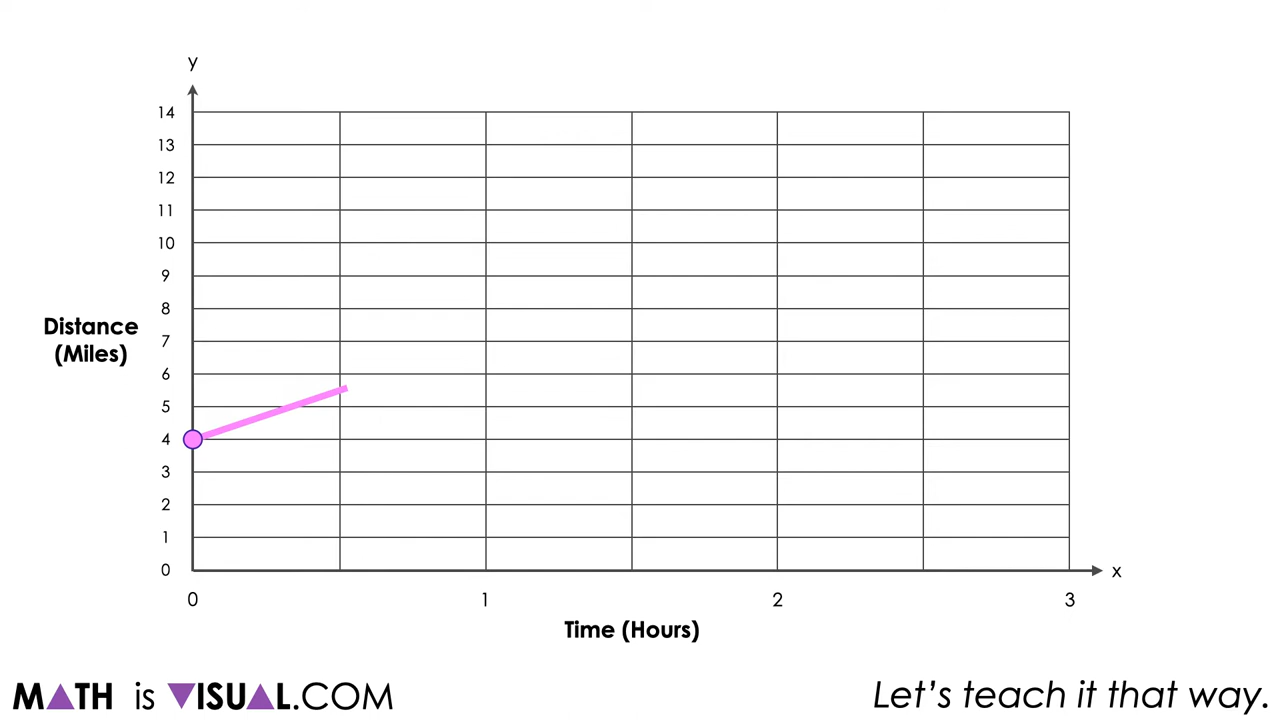 y
14
13
12
11
10
9
8
7
6
5
4
3
2
1
0
Distance
(Miles)
0 1 2 3
x
Time (Hours)
MATH is VISUAL.COM
Let's teach it that way.